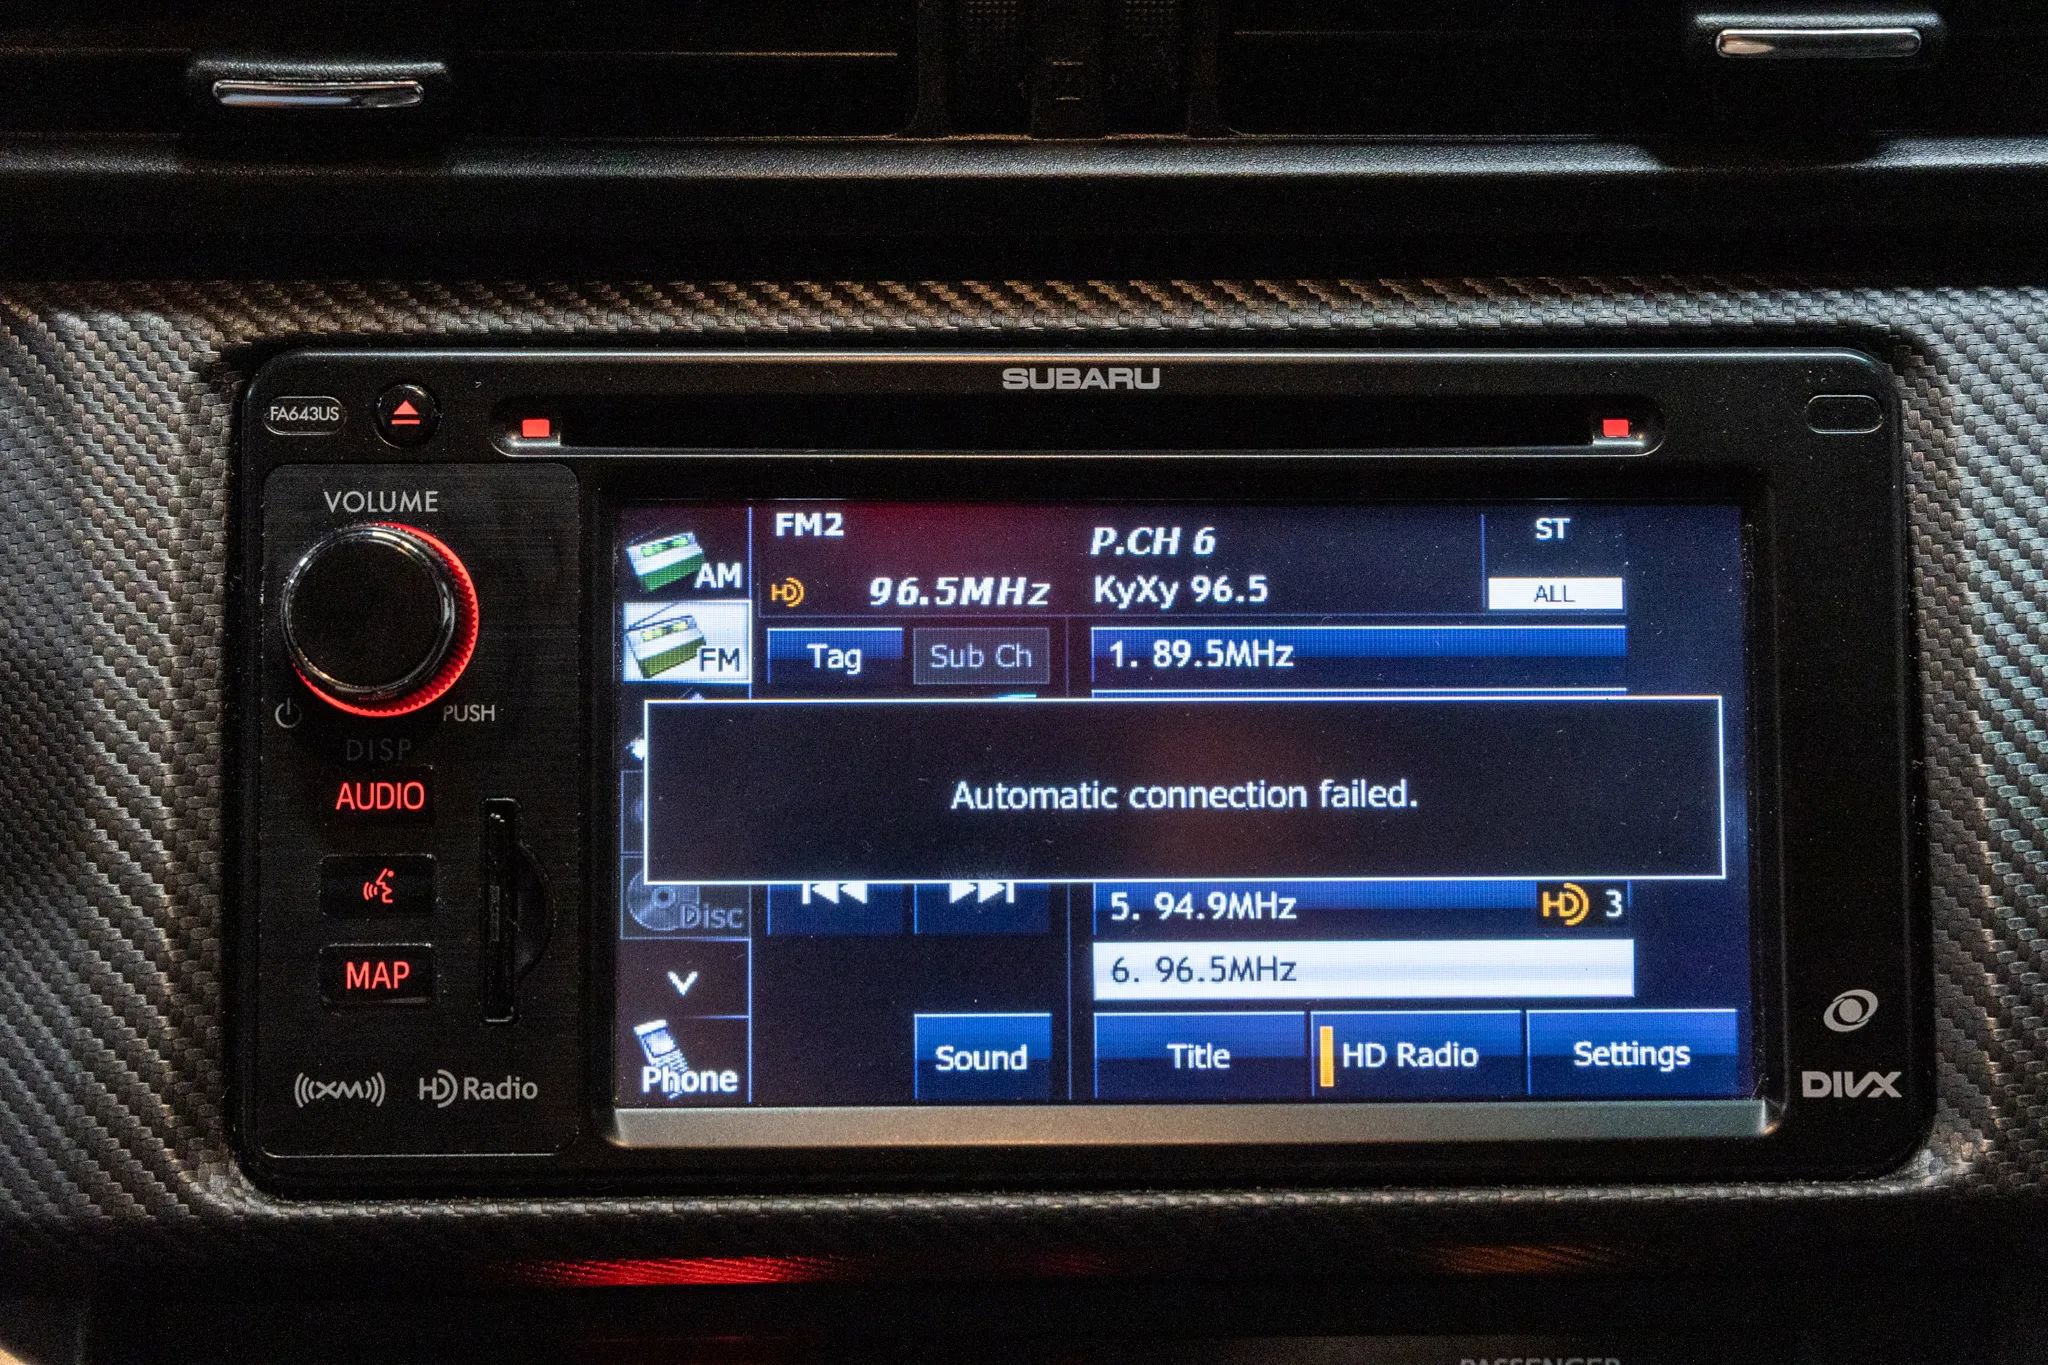 SUBARU
FA643US
VOLUME
PUSH
DISP
AUDIO
MAP
((XM))
HD Radio
AM
FM
Disc
Phone
FM2
HD 96.5MHz
P.CH 6
KyXy 96.5
ST
ALL
Tag
Sub Ch
1. 89.5MHz
Automatic connection failed.
5. 94.9MHz HD 3
6. 96.5MHz
Sound
Title
HD Radio
Settings
DIVX
PASSENGER